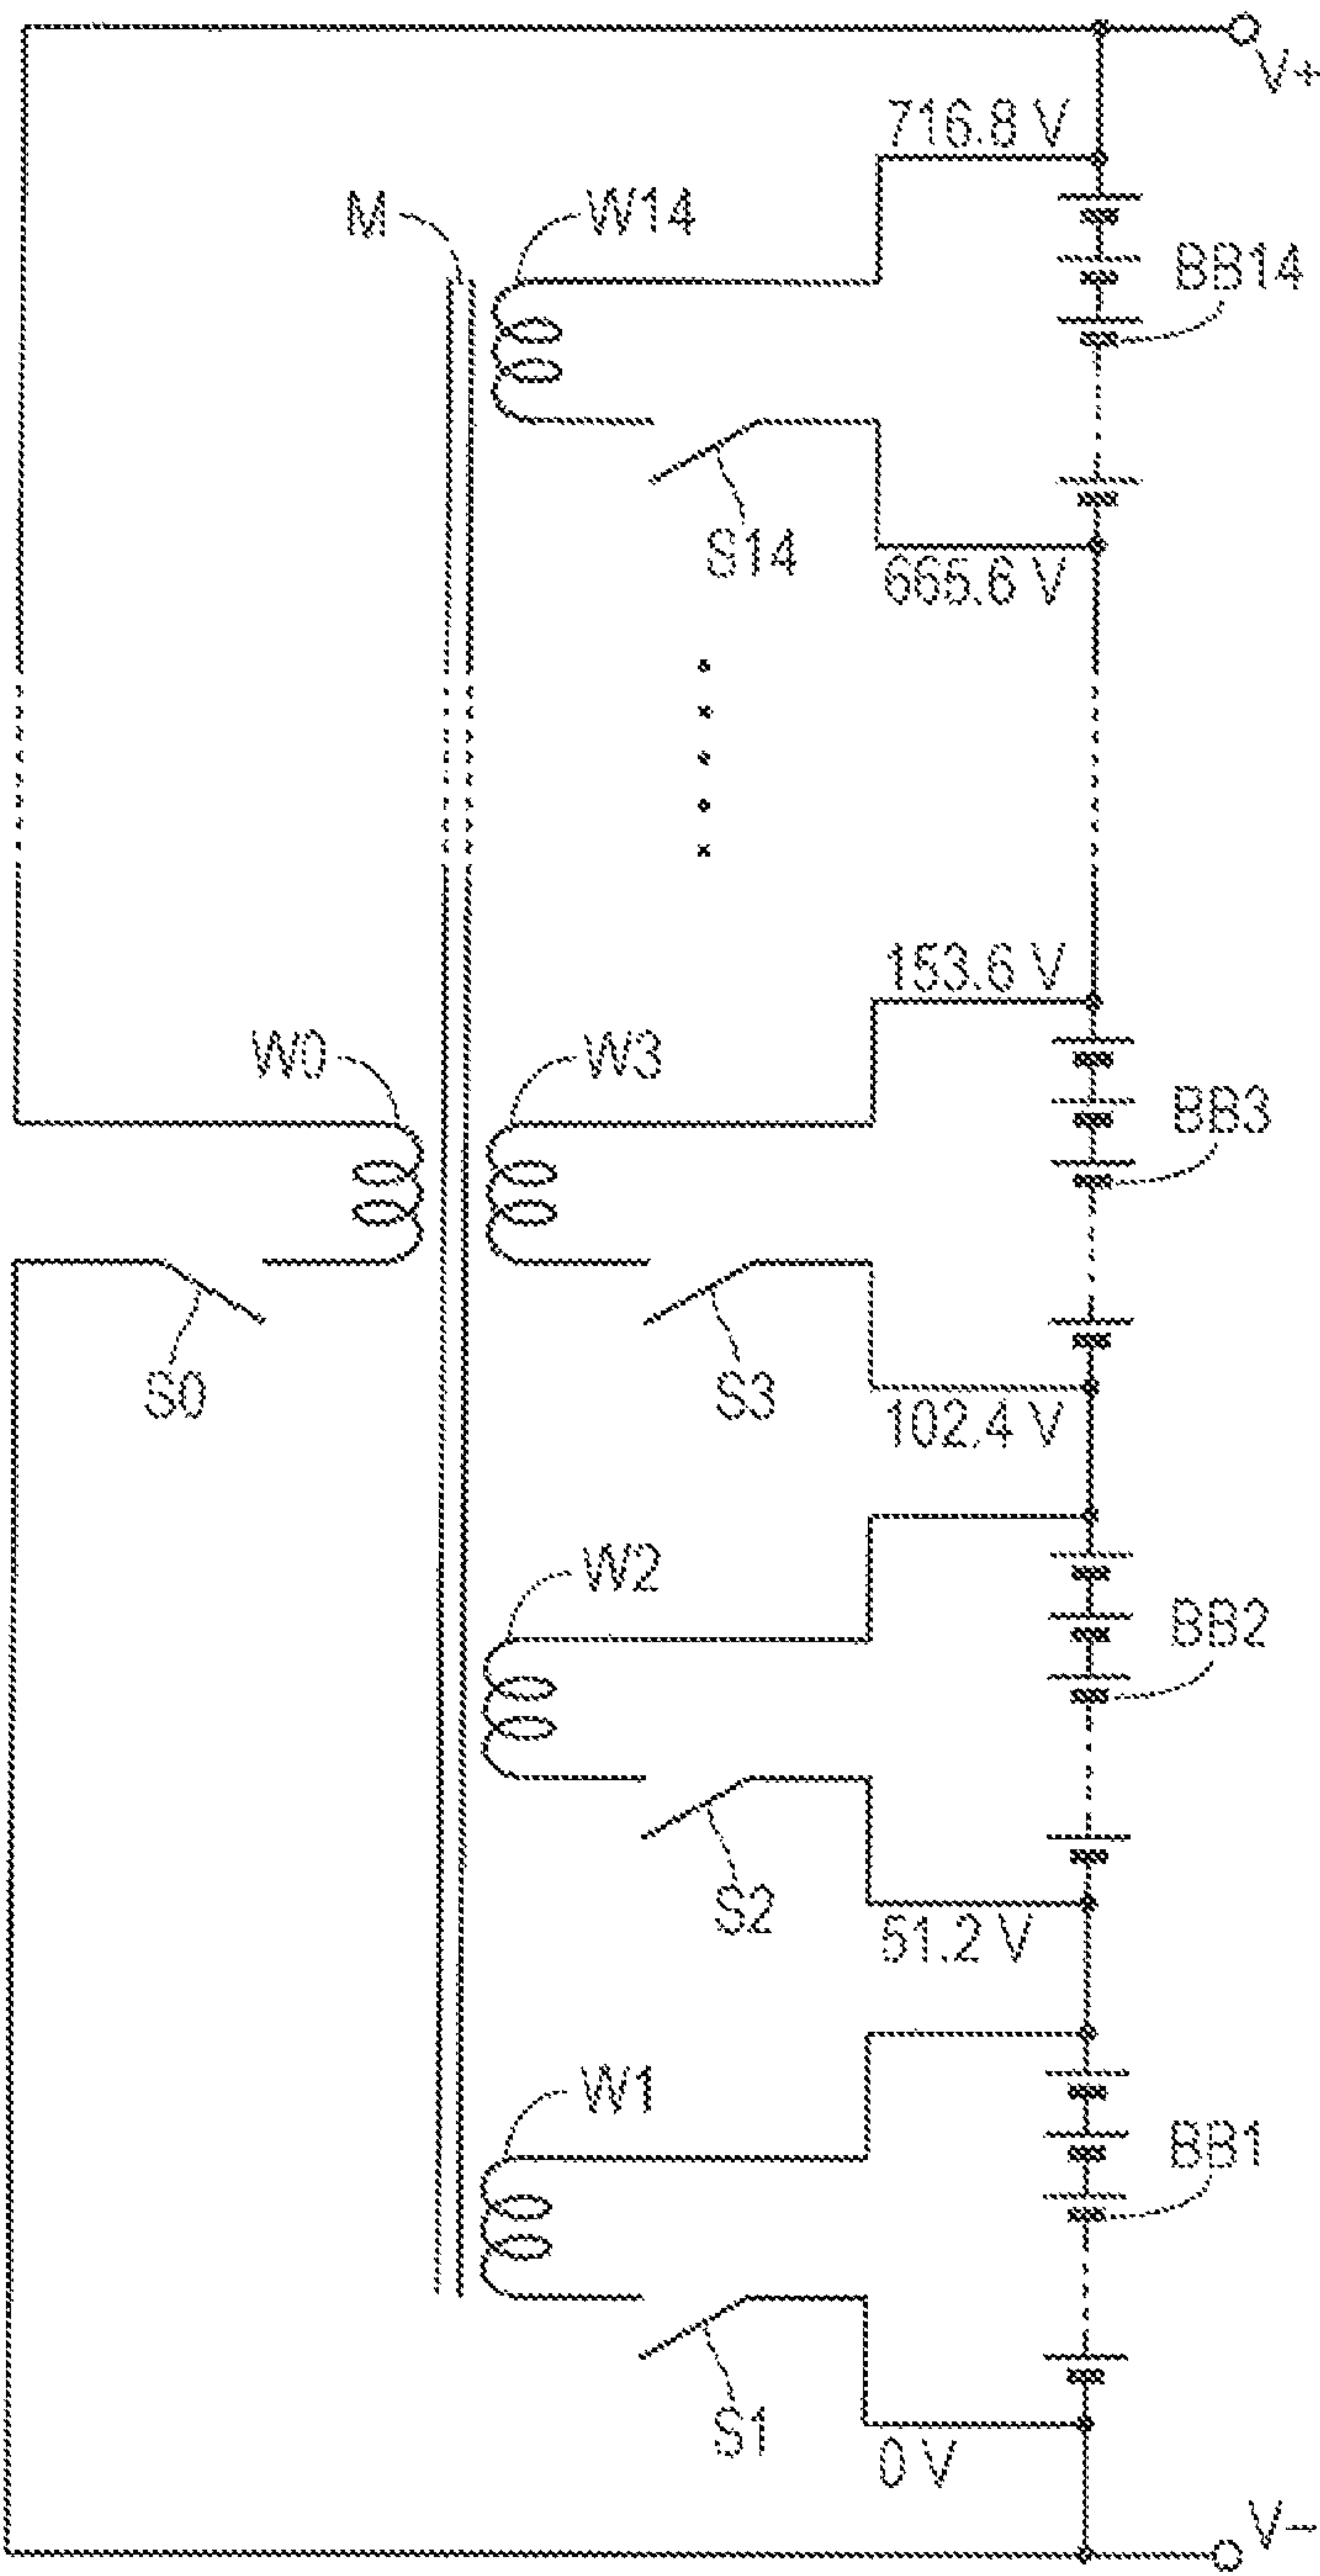 V+
716.8 V
M
W14
BB14
S14
665.6 V
153.6 V
W0
W3
BB3
S0
S3
102.4 V
W2
BB2
S2
51.2 V
W1
BB1
S1
0 V
V-